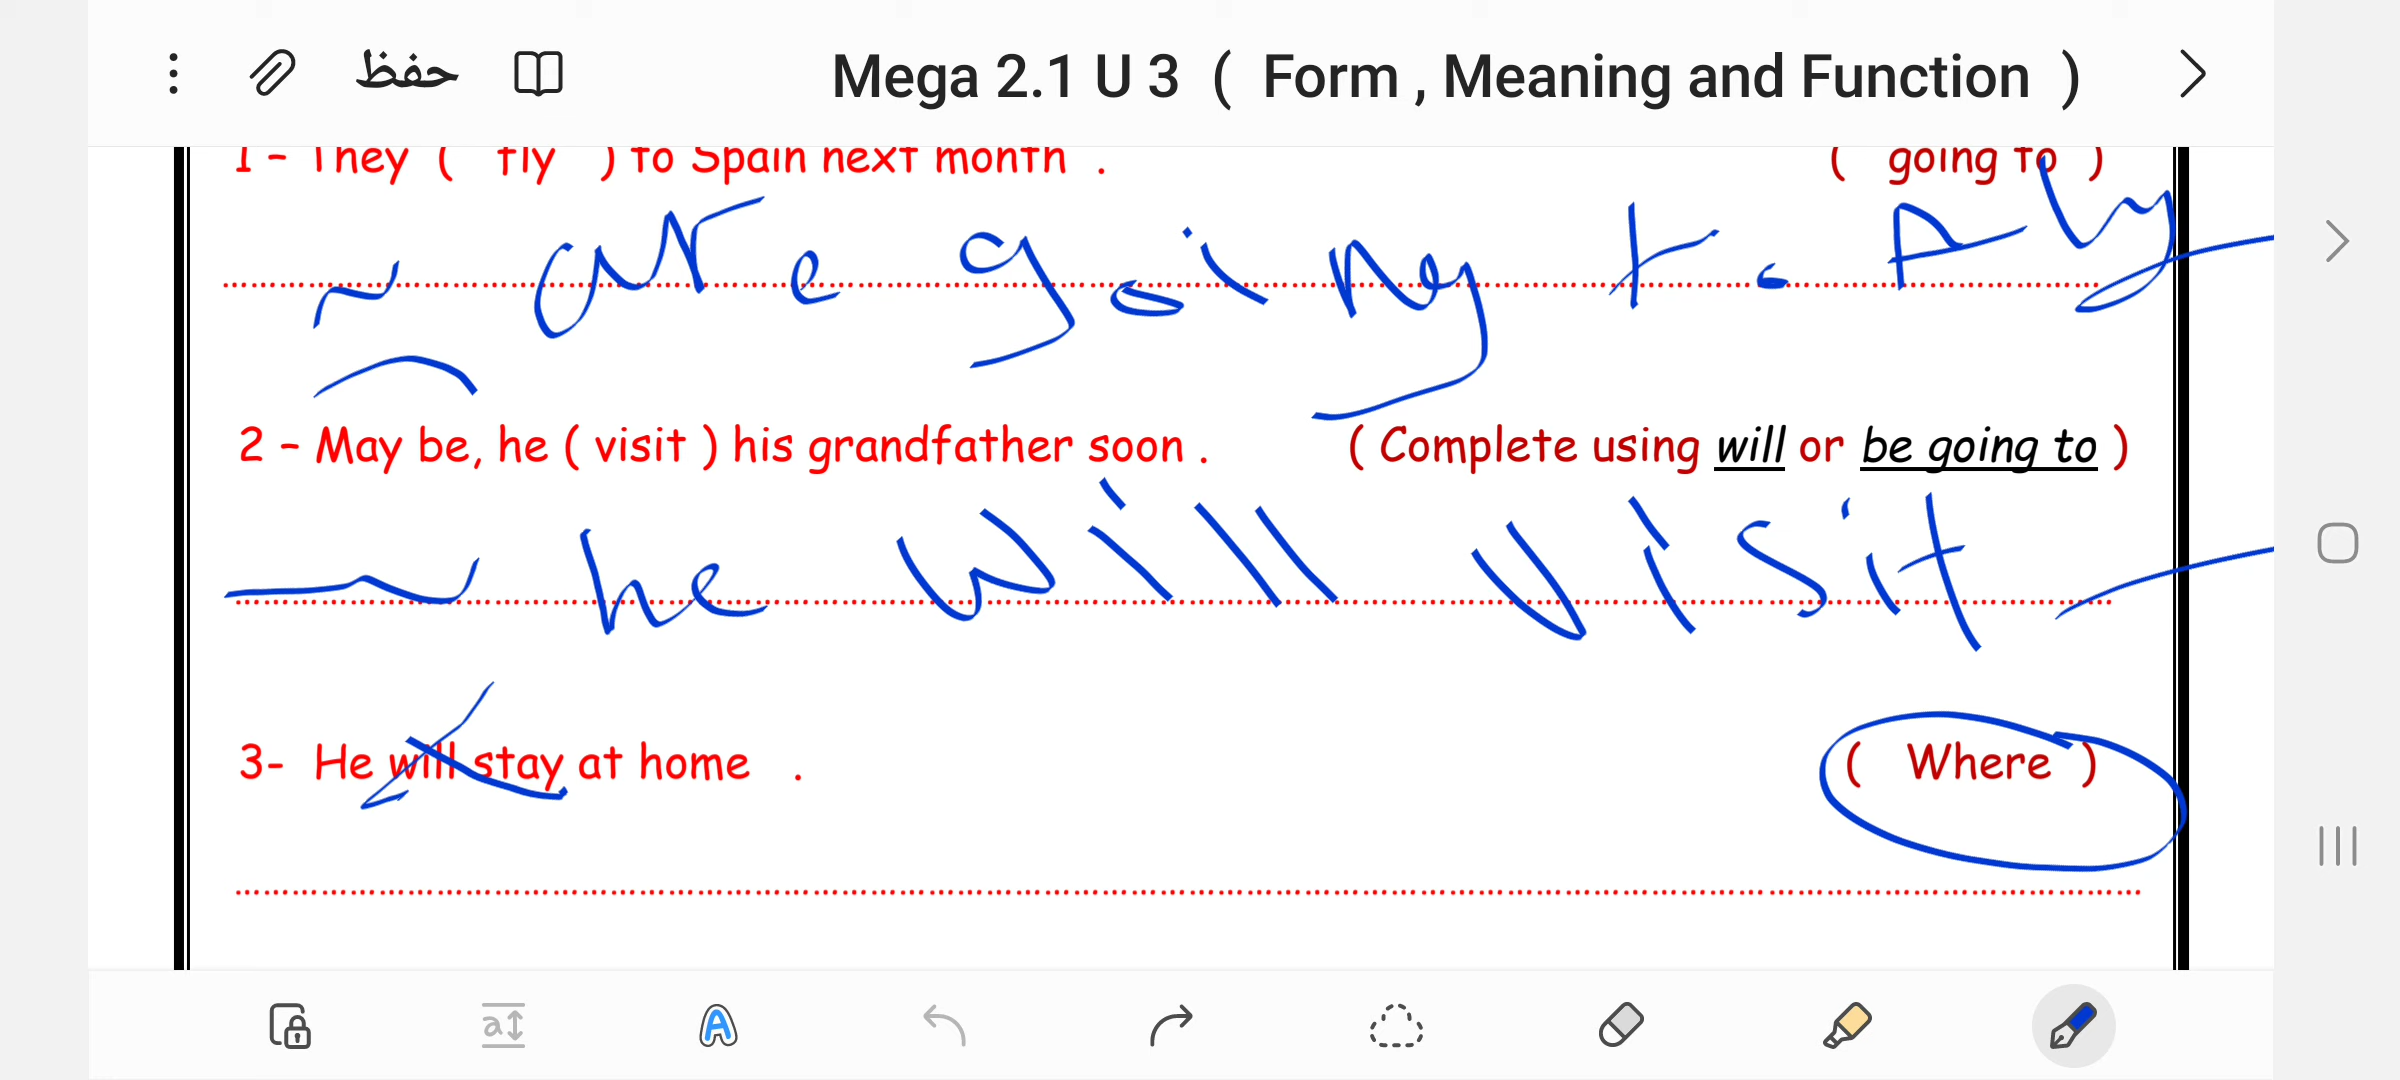 حفظ Mega 2.1 U 3 ( Form , Meaning and Function )
1 - They ( fly ) to Spain next month . ( going to )
are going to fly
2 - May be, he ( visit ) his grandfather soon . ( Complete using will or be going to )
he will visit
3- He will stay at home . ( Where )